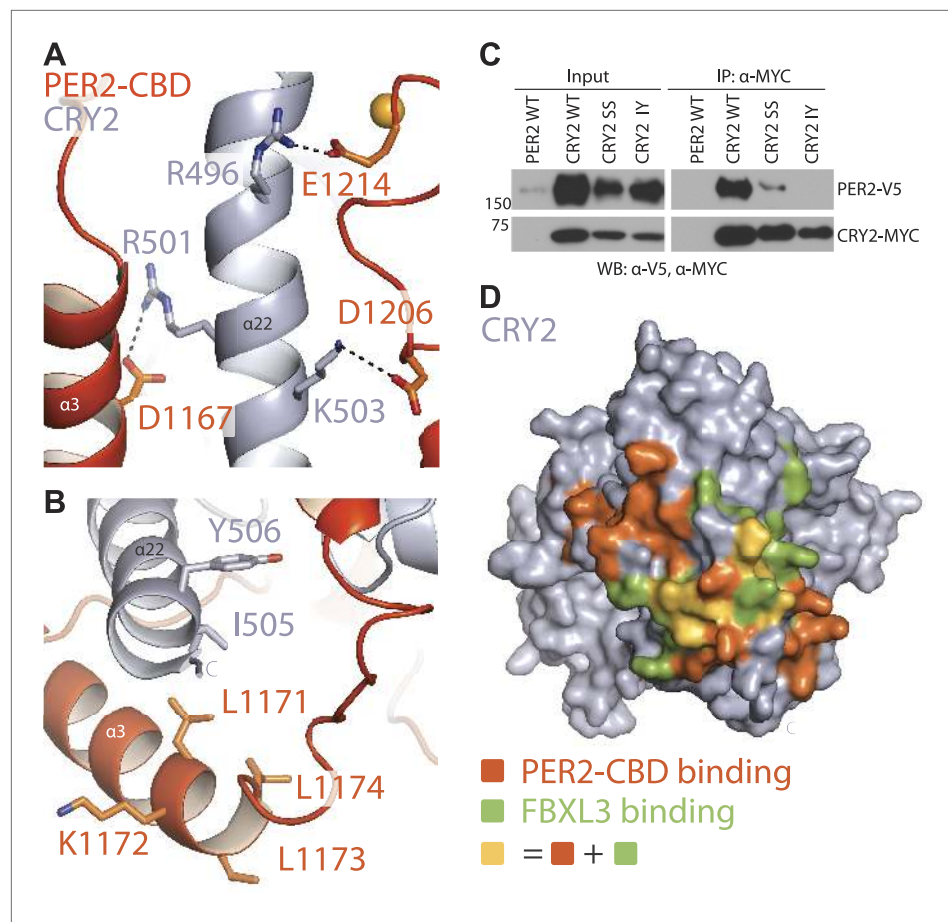 A
PER2-CBD
CRY2
R496
E1214
R501
α22
D1206
α3
D1167
K503
B
α22
Y506
I505
C
L1171
α3
L1174
K1172
L1173
C
Input
IP: α-MYC
PER2 WT
CRY2 WT
CRY2 SS
CRY2 IY
PER2 WT
CRY2 WT
CRY2 SS
CRY2 IY
PER2-V5
150
75
CRY2-MYC
WB: α-V5, α-MYC
D
CRY2
C
PER2-CBD binding
FBXL3 binding
= +